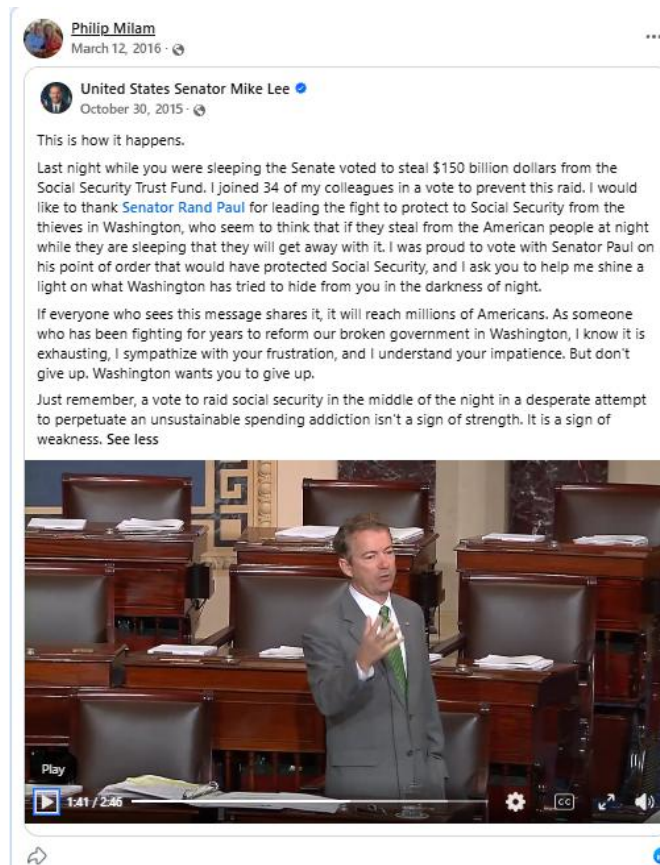 Philip Milam
March 12, 2016 ·
United States Senator Mike Lee
October 30, 2015 ·
This is how it happens.
Last night while you were sleeping the Senate voted to steal $150 billion dollars from the
Social Security Trust Fund. I joined 34 of my colleagues in a vote to prevent this raid. I would
like to thank Senator Rand Paul for leading the fight to protect to Social Security from the
thieves in Washington, who seem to think that if they steal from the American people at night
while they are sleeping that they will get away with it. I was proud to vote with Senator Paul on
his point of order that would have protected Social Security, and I ask you to help me shine a
light on what Washington has tried to hide from you in the darkness of night.
If everyone who sees this message shares it, it will reach millions of Americans. As someone
who has been fighting for years to reform our broken government in Washington, I know it is
exhausting, I sympathize with your frustration, and I understand your impatience. But don't
give up. Washington wants you to give up.
Just remember, a vote to raid social security in the middle of the night in a desperate attempt
to perpetuate an unsustainable spending addiction isn't a sign of strength. It is a sign of
weakness. See less
Play
1:41 / 2:46
CC